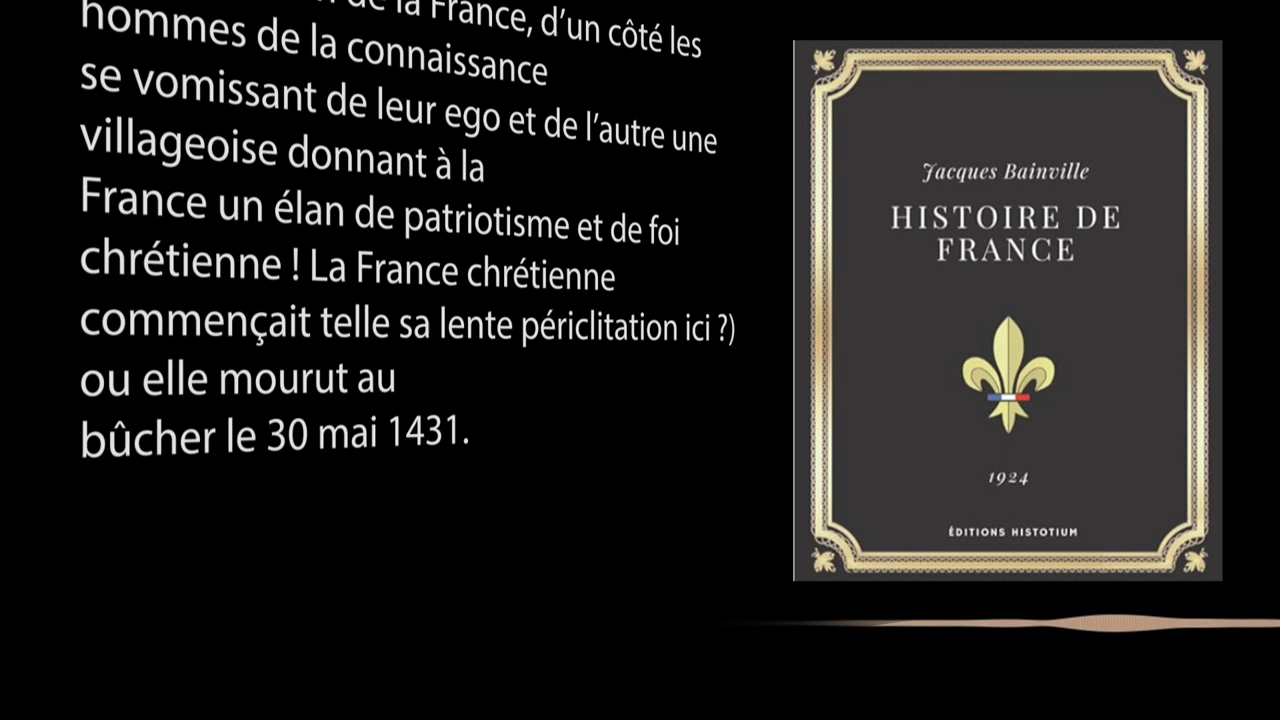 de la France, d’un côté les
hommes de la connaissance
se vomissant de leur ego et de l’autre une
villageoise donnant à la
France un élan de patriotisme et de foi
chrétienne ! La France chrétienne
commençait telle sa lente périclitation ici ?)
ou elle mourut au
bûcher le 30 mai 1431.
Jacques Bainville
HISTOIRE DE
FRANCE
1924
ÉDITIONS HISTOTIUM